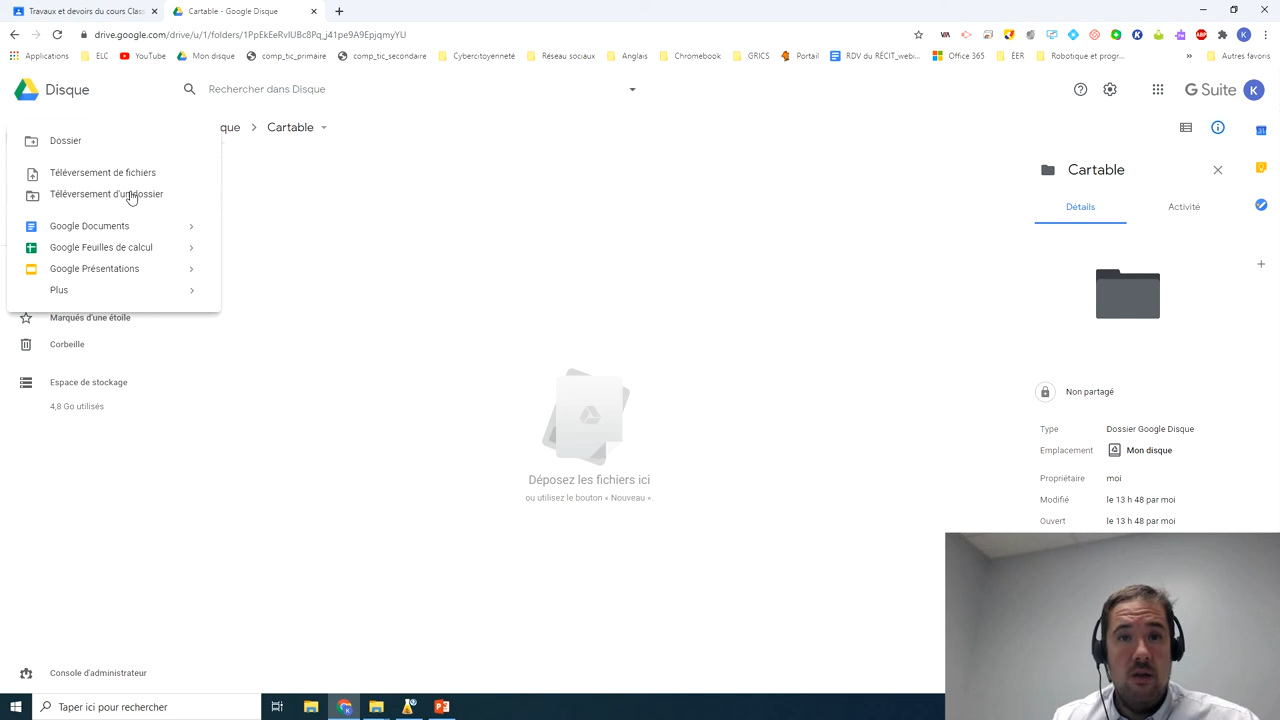 Travaux et devoirs du cours Class
Cartable - Google Disque
drive.google.com/drive/u/1/folders/1PpEkEeRvlUBc8Pq_j41pe9A9EpjqmyYU
Applications
ELC
YouTube
Mon disque
comp_tic_primaire
comp_tic_secondaire
Cybercitoyenneté
Réseau sociaux
Anglais
Chromebook
GRICS
Portail
RDV du RÉCIT_webi...
Office 365
ÉER
Robotique et progr...
Autres favoris
Disque
Rechercher dans Disque
G Suite
K
que > Cartable
Dossier
Téléversement de fichiers
Téléversement d'un dossier
Google Documents
Google Feuilles de calcul
Google Présentations
Plus
Marqués d'une étoile
Corbeille
Espace de stockage
4,8 Go utilisés
Console d'administrateur
Déposez les fichiers ici
ou utilisez le bouton « Nouveau ».
Cartable
Détails
Activité
Non partagé
Type Dossier Google Disque
Emplacement Mon disque
Propriétaire moi
Modifié le 13 h 48 par moi
Ouvert le 13 h 48 par moi
Taper ici pour rechercher